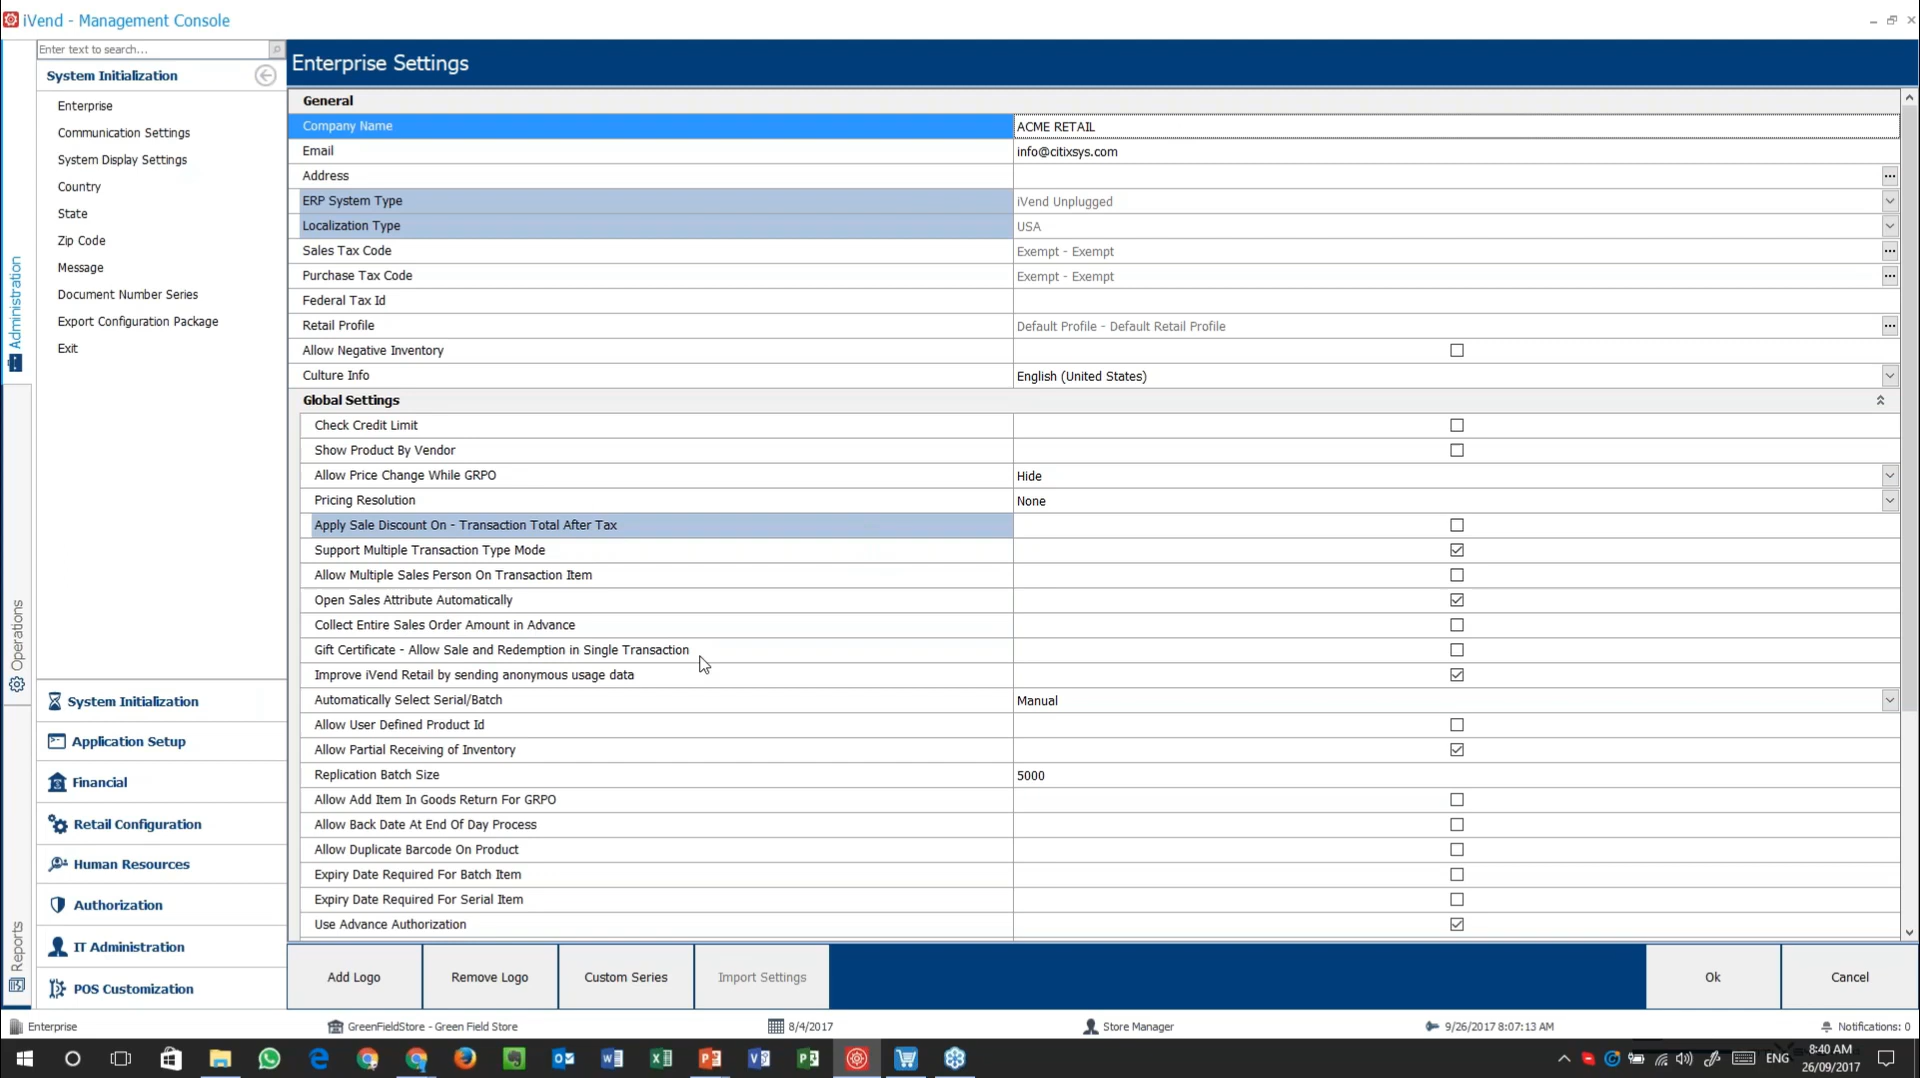 iVend - Management Console
Enter text to search...
System Initialization
Enterprise
Communication Settings
System Display Settings
Country
State
Zip Code
Message
Document Number Series
Export Configuration Package
Exit
Administration
Operations
Reports
System Initialization
Application Setup
Financial
Retail Configuration
Human Resources
Authorization
IT Administration
POS Customization
Enterprise Settings
General
Company Name ACME RETAIL
Email info@citixsys.com
Address ...
ERP System Type iVend Unplugged
Localization Type USA
Sales Tax Code Exempt - Exempt ...
Purchase Tax Code Exempt - Exempt ...
Federal Tax Id
Retail Profile Default Profile - Default Retail Profile ...
Allow Negative Inventory
Culture Info English (United States)
Global Settings
Check Credit Limit
Show Product By Vendor
Allow Price Change While GRPO Hide
Pricing Resolution None
Apply Sale Discount On - Transaction Total After Tax
Support Multiple Transaction Type Mode
Allow Multiple Sales Person On Transaction Item
Open Sales Attribute Automatically
Collect Entire Sales Order Amount in Advance
Gift Certificate - Allow Sale and Redemption in Single Transaction
Improve iVend Retail by sending anonymous usage data
Automatically Select Serial/Batch Manual
Allow User Defined Product Id
Allow Partial Receiving of Inventory
Replication Batch Size 5000
Allow Add Item In Goods Return For GRPO
Allow Back Date At End Of Day Process
Allow Duplicate Barcode On Product
Expiry Date Required For Batch Item
Expiry Date Required For Serial Item
Use Advance Authorization
Add Logo Remove Logo Custom Series Import Settings Ok Cancel
Enterprise GreenFieldStore - Green Field Store 8/4/2017 Store Manager 9/26/2017 8:07:13 AM Notifications: 0
ENG 8:40 AM
26/09/2017